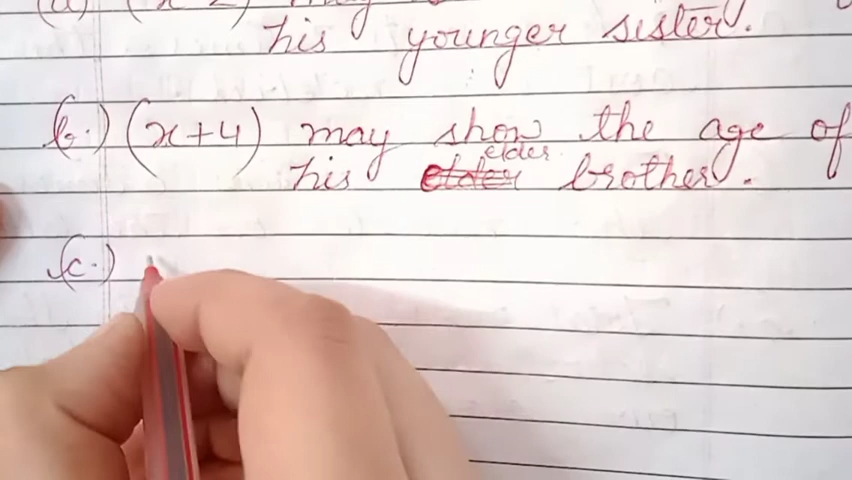 his younger sister.
b.) (x+4) may show the age of
elder
his elder brother.
(c.)